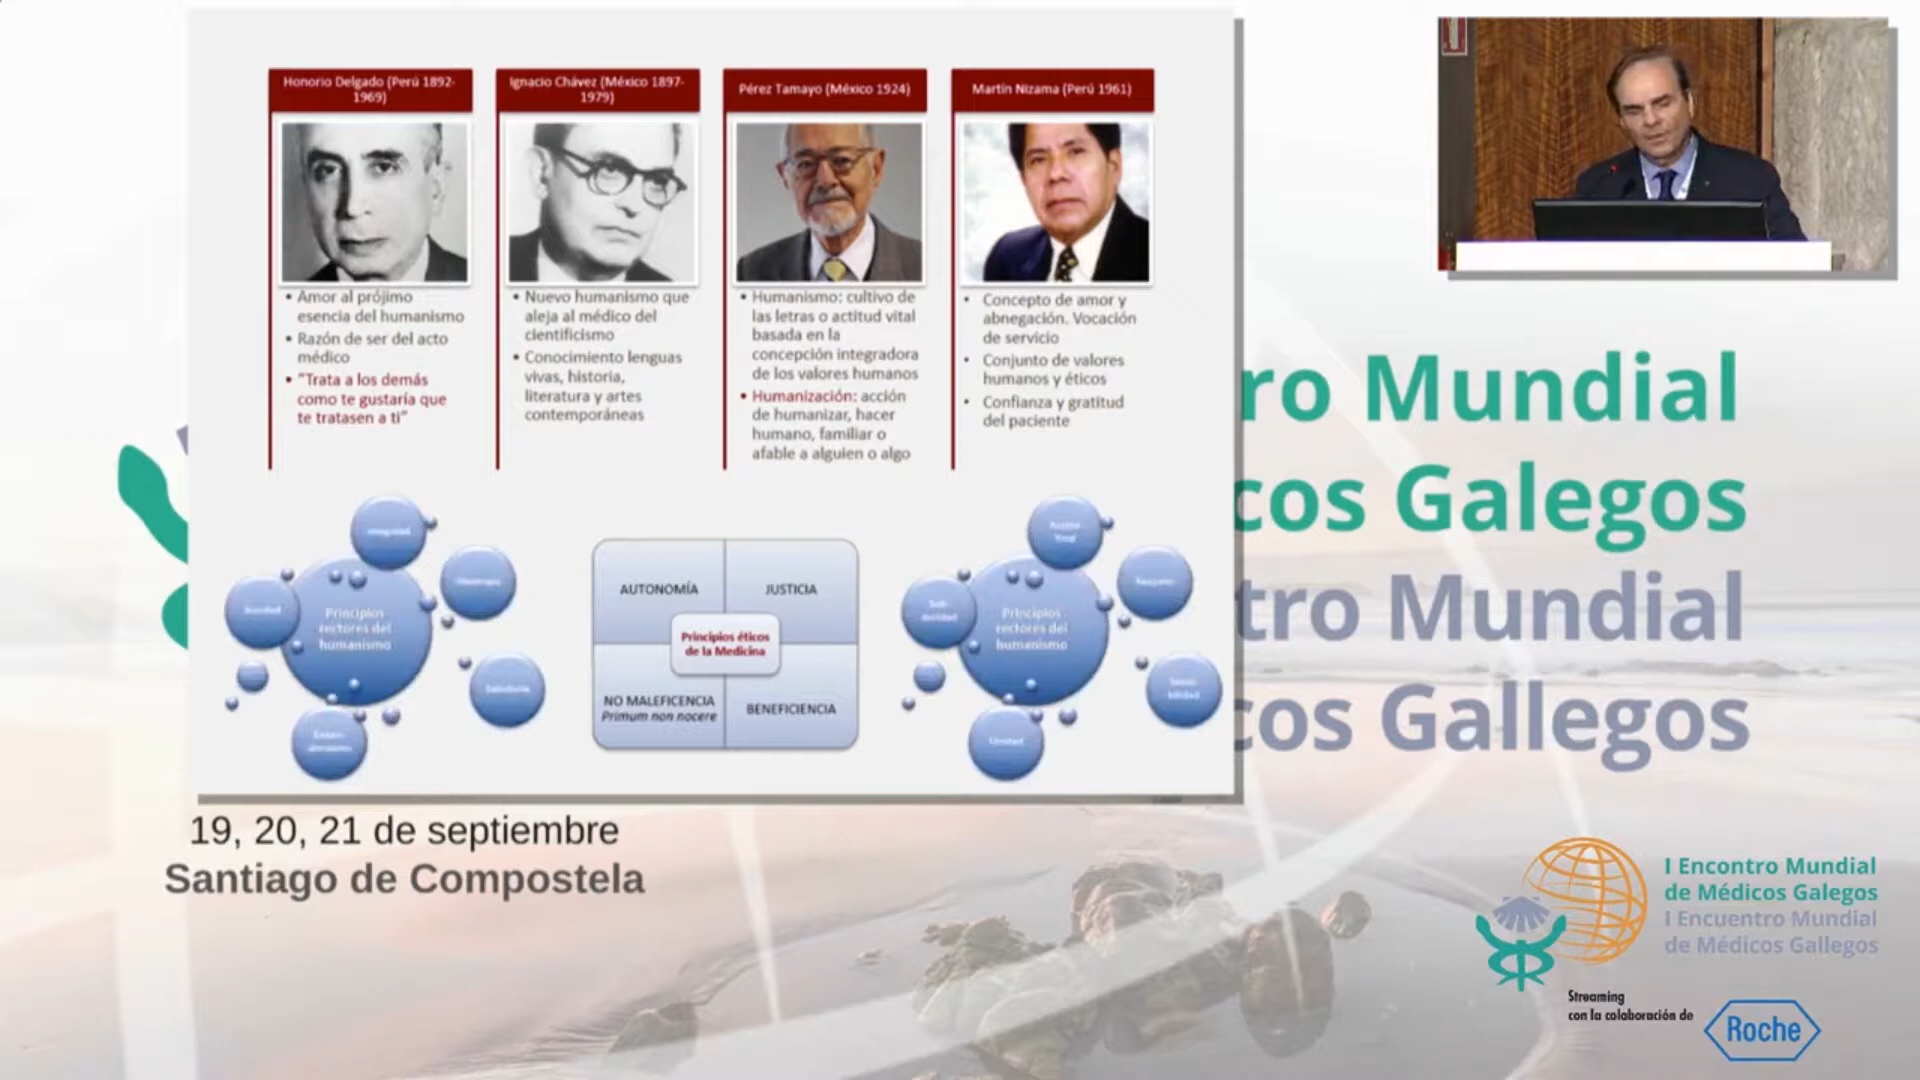 Honorio Delgado (Perú 1892-
1969)
Ignacio Chávez (México 1897-
1979)
Pérez Tamayo (México 1924)
Martín Nizama (Perú 1961)
• Amor al prójimo
esencia del humanismo
• Razón de ser del acto
médico
• "Trata a los demás
como te gustaría que
te tratasen a ti"
• Nuevo humanismo que
aleja al médico del
cientificismo
• Conocimiento lenguas
vivas, historia,
literatura y artes
contemporáneas
• Humanismo: cultivo de
las letras o actitud vital
basada en la
concepción integradora
de los valores humanos
• Humanización: acción
de humanizar, hacer
humano, familiar o
afable a alguien o algo
• Concepto de amor y
abnegación. Vocación
de servicio
• Conjunto de valores
humanos y éticos
• Confianza y gratitud
del paciente
Integridad
Principios
rectores del
humanismo
Sabiduría
AUTONOMÍA
JUSTICIA
Principios éticos
de la Medicina
NO MALEFICENCIA
Primum non nocere
BENEFICIENCIA
Principios
rectores del
humanismo
Unidad
ro Mundial
cos Galegos
tro Mundial
cos Gallegos
19, 20, 21 de septiembre
Santiago de Compostela
I Encontro Mundial
de Médicos Galegos
I Encuentro Mundial
de Médicos Gallegos
Streaming
con la colaboración de
Roche